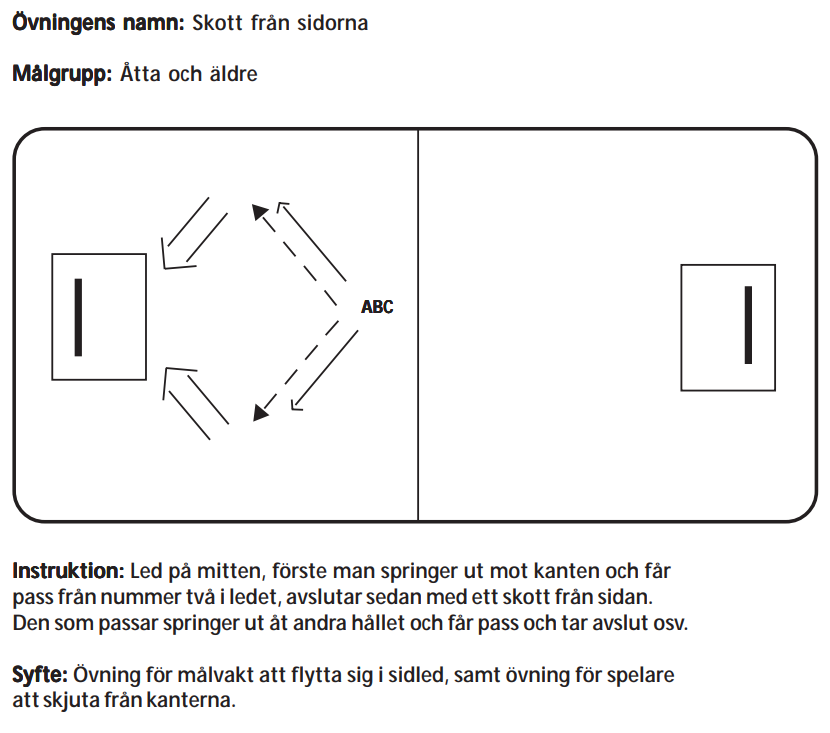 Övningens namn: Skott från sidorna
Målgrupp: Åtta och äldre
ABC
Instruktion: Led på mitten, förste man springer ut mot kanten och får
pass från nummer två i ledet, avslutar sedan med ett skott från sidan.
Den som passar springer ut åt andra hållet och får pass och tar avslut osv.
Syfte: Övning för målvakt att flytta sig i sidled, samt övning för spelare
att skjuta från kanterna.